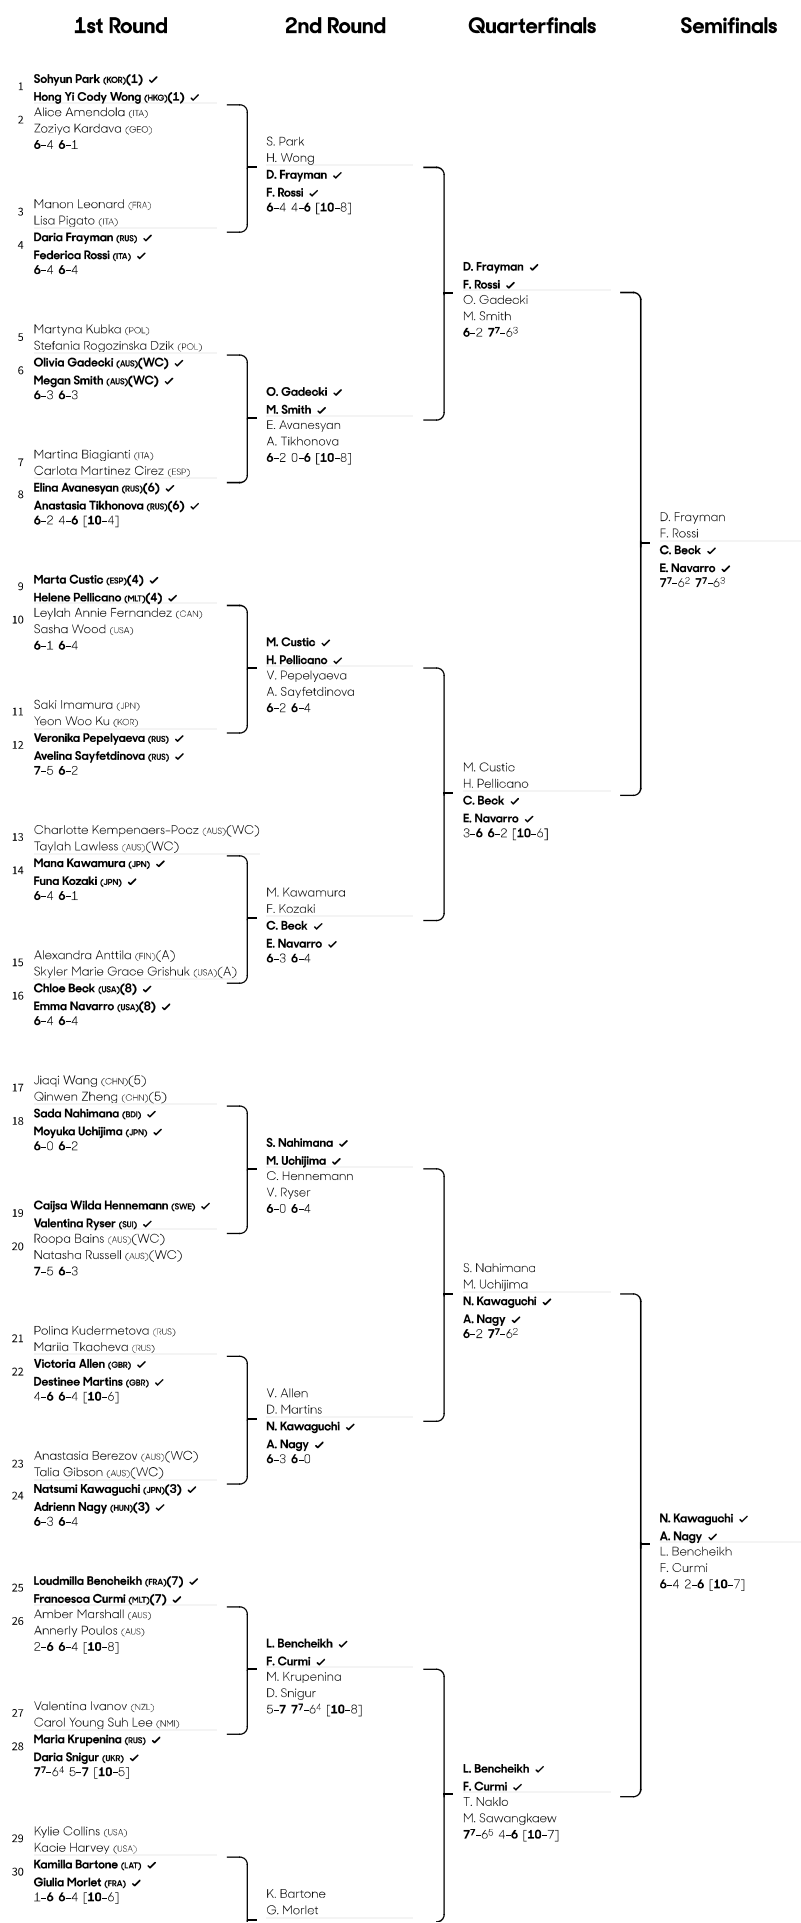 1st Round
2nd Round
Quarterfinals
Semifinals
1
Sohyun Park (KOR)(1) ✓
Hong Yi Cody Wong (HKG)(1) ✓
2
Alice Amendola (ITA)
Zoziya Kardava (GEO)
6–4 6–1
3
Manon Leonard (FRA)
Lisa Pigato (ITA)
4
Daria Frayman (RUS) ✓
Federica Rossi (ITA) ✓
6–4 6–4
5
Martyna Kubka (POL)
Stefania Rogozinska Dzik (POL)
6
Olivia Gadecki (AUS)(WC) ✓
Megan Smith (AUS)(WC) ✓
6–3 6–3
7
Martina Biagianti (ITA)
Carlota Martinez Cirez (ESP)
8
Elina Avanesyan (RUS)(6) ✓
Anastasia Tikhonova (RUS)(6) ✓
6–2 4–6 [10–4]
9
Marta Custic (ESP)(4) ✓
Helene Pellicano (MLT)(4) ✓
10
Leylah Annie Fernandez (CAN)
Sasha Wood (USA)
6–1 6–4
11
Saki Imamura (JPN)
Yeon Woo Ku (KOR)
12
Veronika Pepelyaeva (RUS) ✓
Avelina Sayfetdinova (RUS) ✓
7–5 6–2
13
Charlotte Kempenaers-Pocz (AUS)(WC)
Taylah Lawless (AUS)(WC)
14
Mana Kawamura (JPN) ✓
Funa Kozaki (JPN) ✓
6–4 6–1
15
Alexandra Anttila (FIN)(A)
Skyler Marie Grace Grishuk (USA)(A)
16
Chloe Beck (USA)(8) ✓
Emma Navarro (USA)(8) ✓
6–4 6–4
17
Jiaqi Wang (CHN)(5)
Qinwen Zheng (CHN)(5)
18
Sada Nahimana (BDI) ✓
Moyuka Uchijima (JPN) ✓
6–0 6–2
19
Caijsa Wilda Hennemann (SWE) ✓
Valentina Ryser (SUI) ✓
20
Roopa Bains (AUS)(WC)
Natasha Russell (AUS)(WC)
7–5 6–3
21
Polina Kudermetova (RUS)
Mariia Tkacheva (RUS)
22
Victoria Allen (GBR) ✓
Destinee Martins (GBR) ✓
4–6 6–4 [10–6]
23
Anastasia Berezov (AUS)(WC)
Talia Gibson (AUS)(WC)
24
Natsumi Kawaguchi (JPN)(3) ✓
Adrienn Nagy (HUN)(3) ✓
6–3 6–4
25
Loudmilla Bencheikh (FRA)(7) ✓
Francesca Curmi (MLT)(7) ✓
26
Amber Marshall (AUS)
Annerly Poulos (AUS)
2–6 6–4 [10–8]
27
Valentina Ivanov (NZL)
Carol Young Suh Lee (NMI)
28
Maria Krupenina (RUS) ✓
Daria Snigur (UKR) ✓
7⁷–6⁴ 5–7 [10–5]
29
Kylie Collins (USA)
Kacie Harvey (USA)
30
Kamilla Bartone (LAT) ✓
Giulia Morlet (FRA) ✓
1–6 6–4 [10–6]
S. Park
H. Wong
D. Frayman ✓
F. Rossi ✓
6–4 4–6 [10–8]
O. Gadecki ✓
M. Smith ✓
E. Avanesyan
A. Tikhonova
6–2 0–6 [10–8]
M. Custic ✓
H. Pellicano ✓
V. Pepelyaeva
A. Sayfetdinova
6–2 6–4
M. Kawamura
F. Kozaki
C. Beck ✓
E. Navarro ✓
6–3 6–4
S. Nahimana ✓
M. Uchijima ✓
C. Hennemann
V. Ryser
6–0 6–4
V. Allen
D. Martins
N. Kawaguchi ✓
A. Nagy ✓
6–3 6–0
L. Bencheikh ✓
F. Curmi ✓
M. Krupenina
D. Snigur
5–7 7⁷–6⁴ [10–8]
K. Bartone
G. Morlet
D. Frayman ✓
F. Rossi ✓
O. Gadecki
M. Smith
6–2 7⁷–6³
M. Custic
H. Pellicano
C. Beck ✓
E. Navarro ✓
3–6 6–2 [10–6]
S. Nahimana
M. Uchijima
N. Kawaguchi ✓
A. Nagy ✓
6–2 7⁷–6²
L. Bencheikh ✓
F. Curmi ✓
T. Naklo
M. Sawangkaew
7⁷–6⁵ 4–6 [10–7]
D. Frayman
F. Rossi
C. Beck ✓
E. Navarro ✓
7⁷–6² 7⁷–6³
N. Kawaguchi ✓
A. Nagy ✓
L. Bencheikh
F. Curmi
6–4 2–6 [10–7]